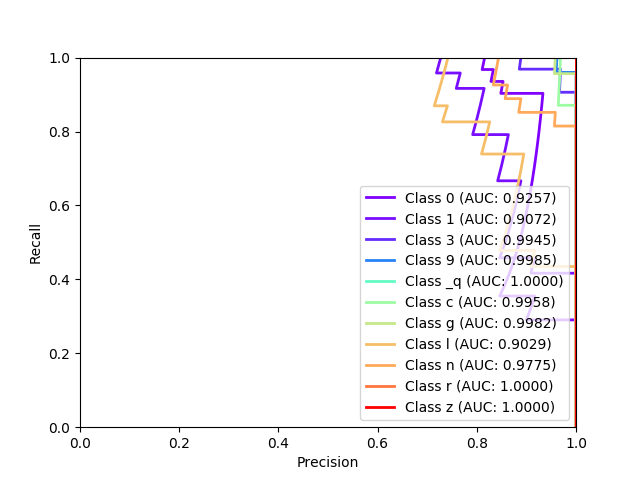 1.0
0.8
0.6
0.4
0.2
0.0
Recall
Class 0 (AUC: 0.9257)
Class 1 (AUC: 0.9072)
Class 3 (AUC: 0.9945)
Class 9 (AUC: 0.9985)
Class _q (AUC: 1.0000)
Class c (AUC: 0.9958)
Class g (AUC: 0.9982)
Class l (AUC: 0.9029)
Class n (AUC: 0.9775)
Class r (AUC: 1.0000)
Class z (AUC: 1.0000)
0.0 0.2 0.4 0.6 0.8 1.0
Precision